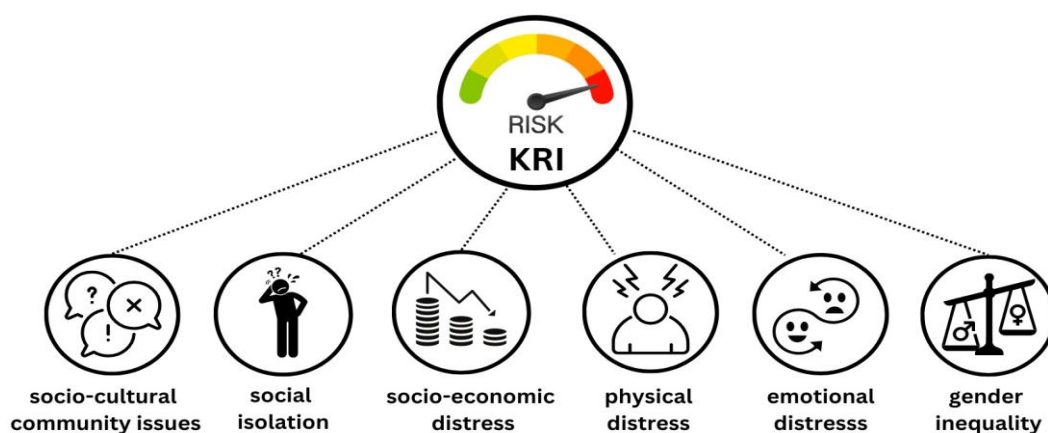 RISK
KRI
socio-cultural
community issues
social
isolation
socio-economic
distress
physical
distress
emotional
distresss
gender
inequality